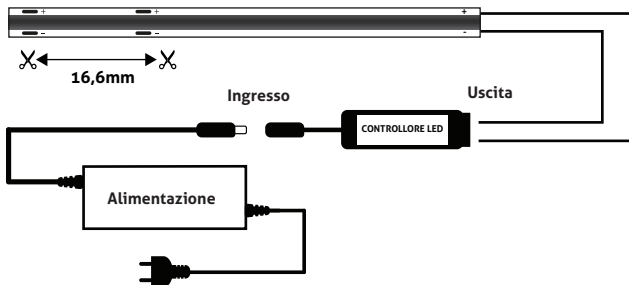 + + +
- - -
16,6mm
Ingresso
Uscita
CONTROLLORE LED
Alimentazione